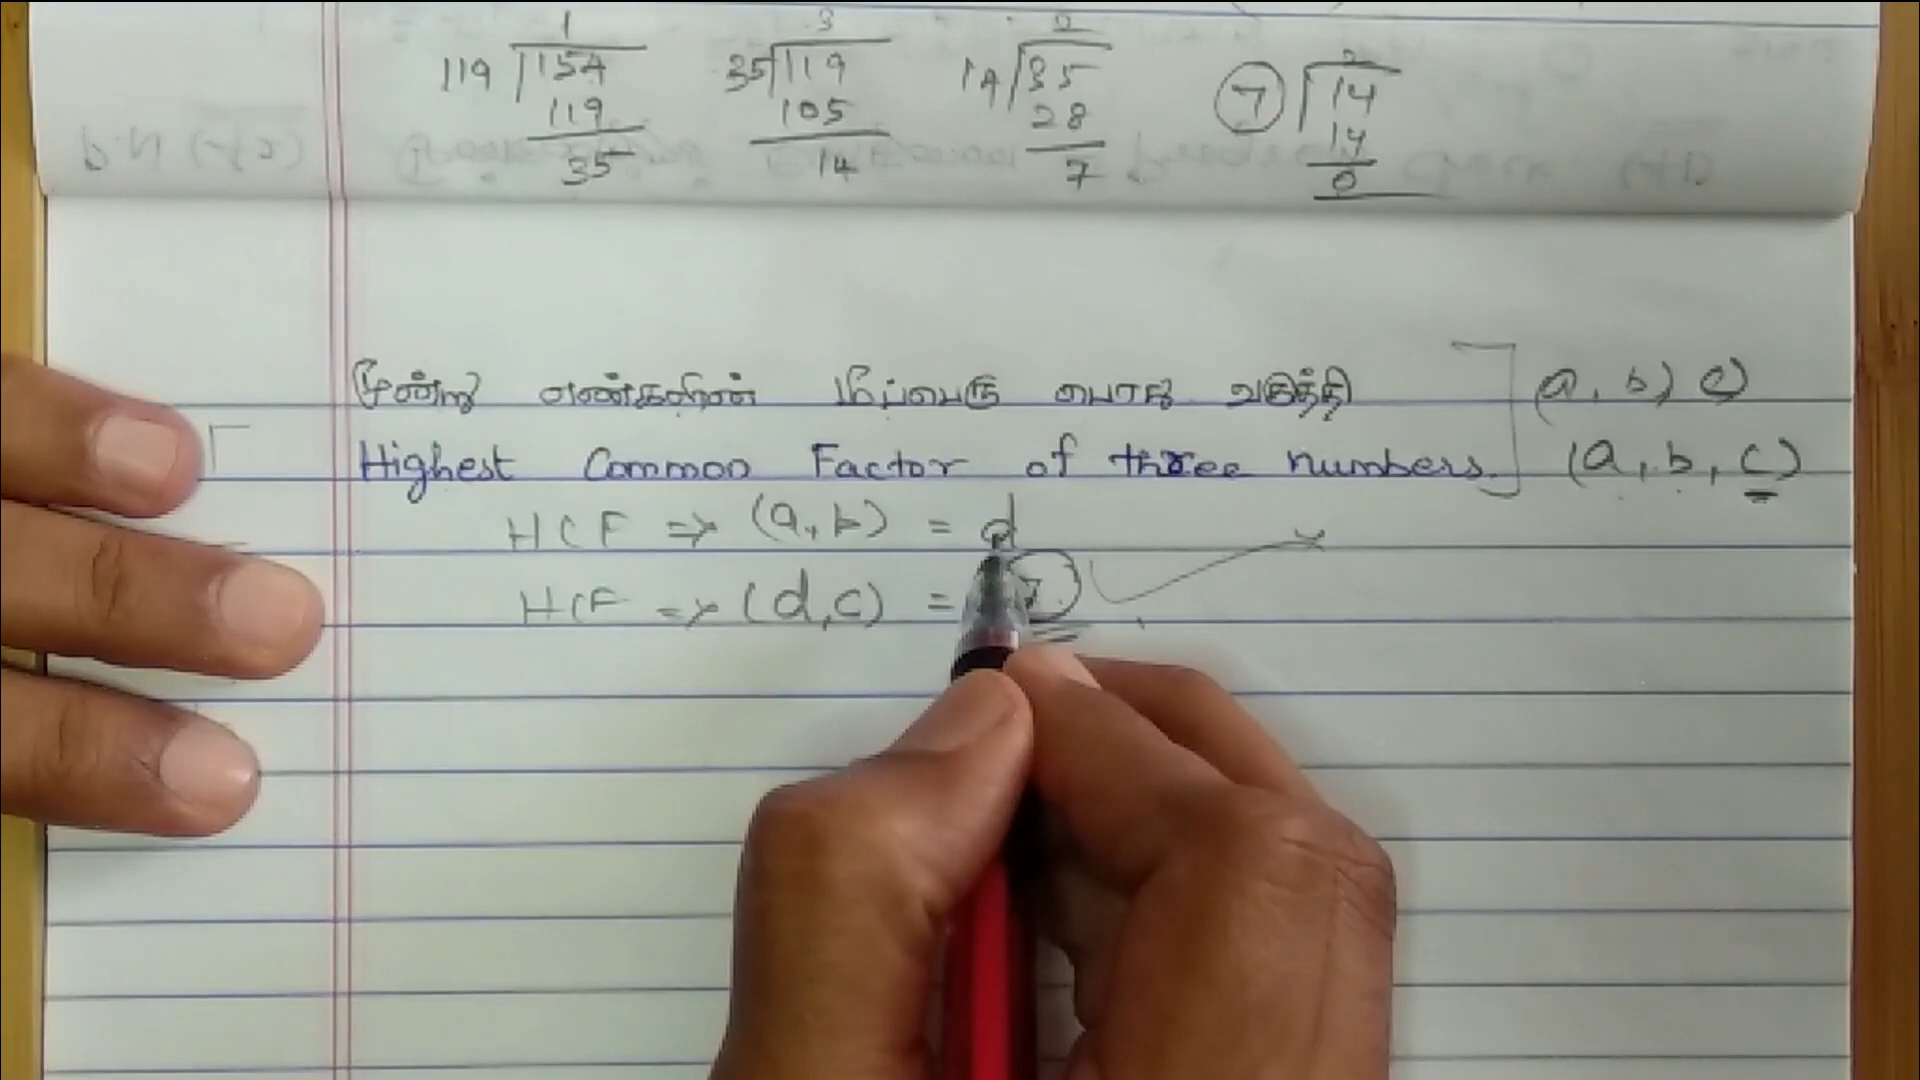 1 3 2 2
119 154 35 119 14 35 7 14
119 105 28 14
35 14 7 0
மூன்று எண்களின் மீப்பெரு பொது வகுத்தி (a, b) c)
Highest Common Factor of three numbers. (a, b, c)
HCF => (a, b) = d
HCF => (d, c) =